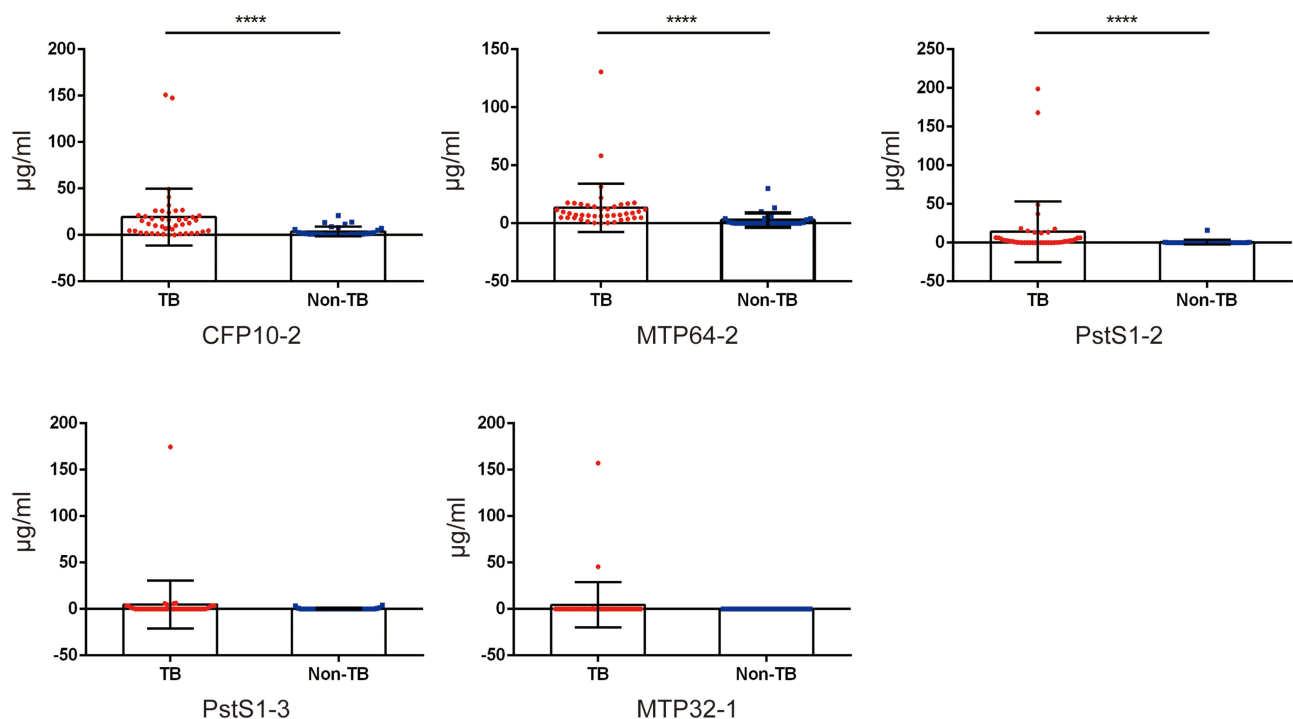 ****
200
150
100
50
0
-50
µg/ml
TB
Non-TB
CFP10-2
****
150
100
50
0
-50
µg/ml
TB
Non-TB
MTP64-2
****
250
200
150
100
50
0
-50
µg/ml
TB
Non-TB
PstS1-2
200
150
100
50
0
-50
µg/ml
TB
Non-TB
PstS1-3
200
150
100
50
0
-50
µg/ml
TB
Non-TB
MTP32-1